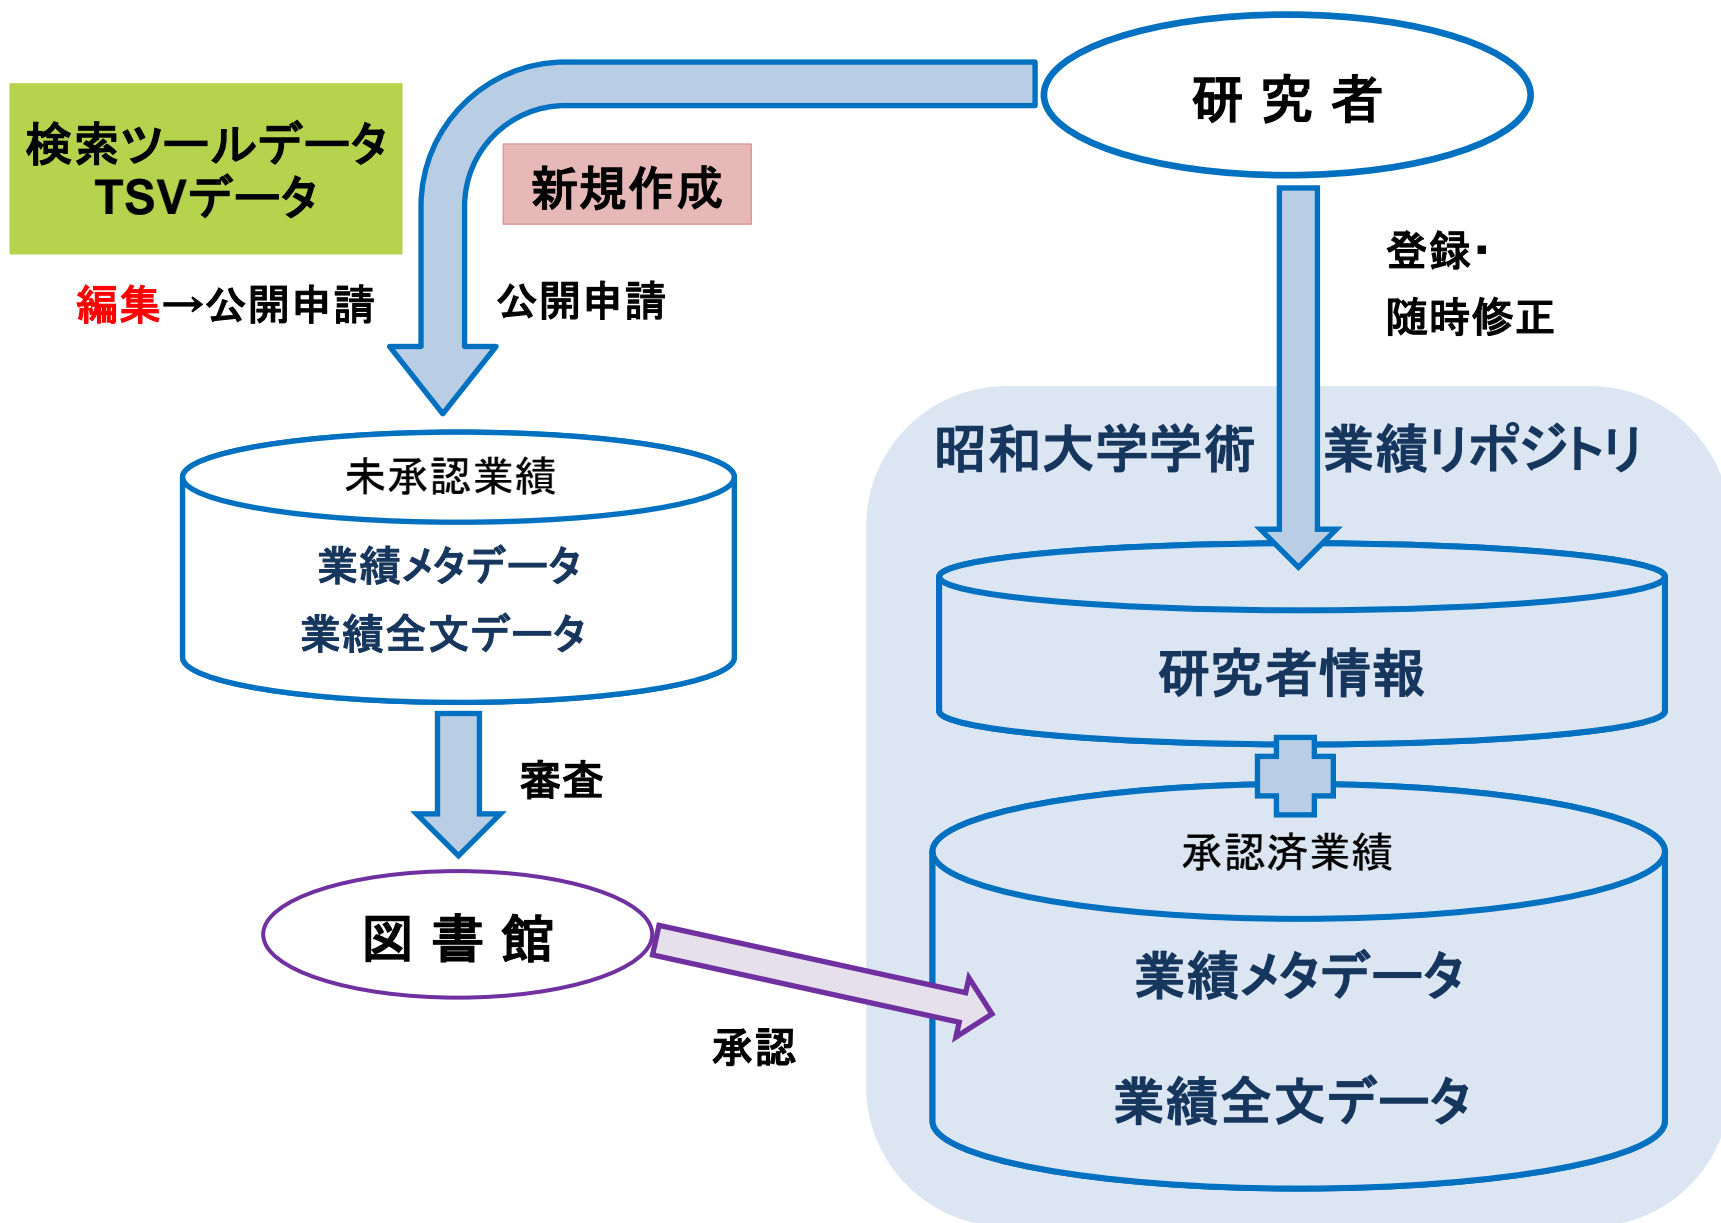 研究者
検索ツールデータ
TSVデータ
新規作成
編集→公開申請
公開申請
登録・
随時修正
未承認業績
業績メタデータ
業績全文データ
審査
図書館
承認
昭和大学学術 業績リポジトリ
研究者情報
承認済業績
業績メタデータ
業績全文データ